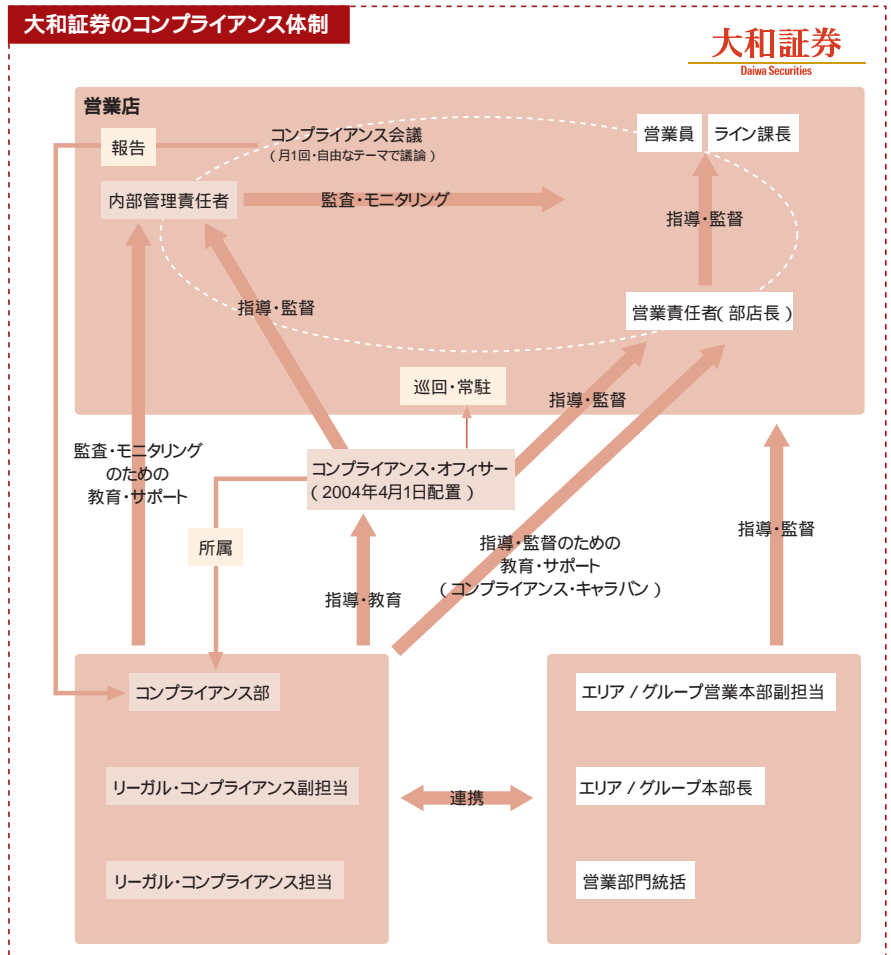 大和証券のコンプライアンス体制
大和証券
Daiwa Securities
営業店
報告
コンプライアンス会議
（月1回・自由なテーマで議論）
営業員
ライン課長
内部管理責任者
監査・モニタリング
指導・監督
指導・監督
営業責任者（部店長）
巡回・常駐
指導・監督
監査・モニタリング
のための
教育・サポート
コンプライアンス・オフィサー
（2004年4月1日配置）
所属
指導・監督のための
教育・サポート
（コンプライアンス・キャラバン）
指導・監督
指導・教育
コンプライアンス部
エリア / グループ営業本部副担当
リーガル・コンプライアンス副担当
連携
エリア / グループ本部長
リーガル・コンプライアンス担当
営業部門統括